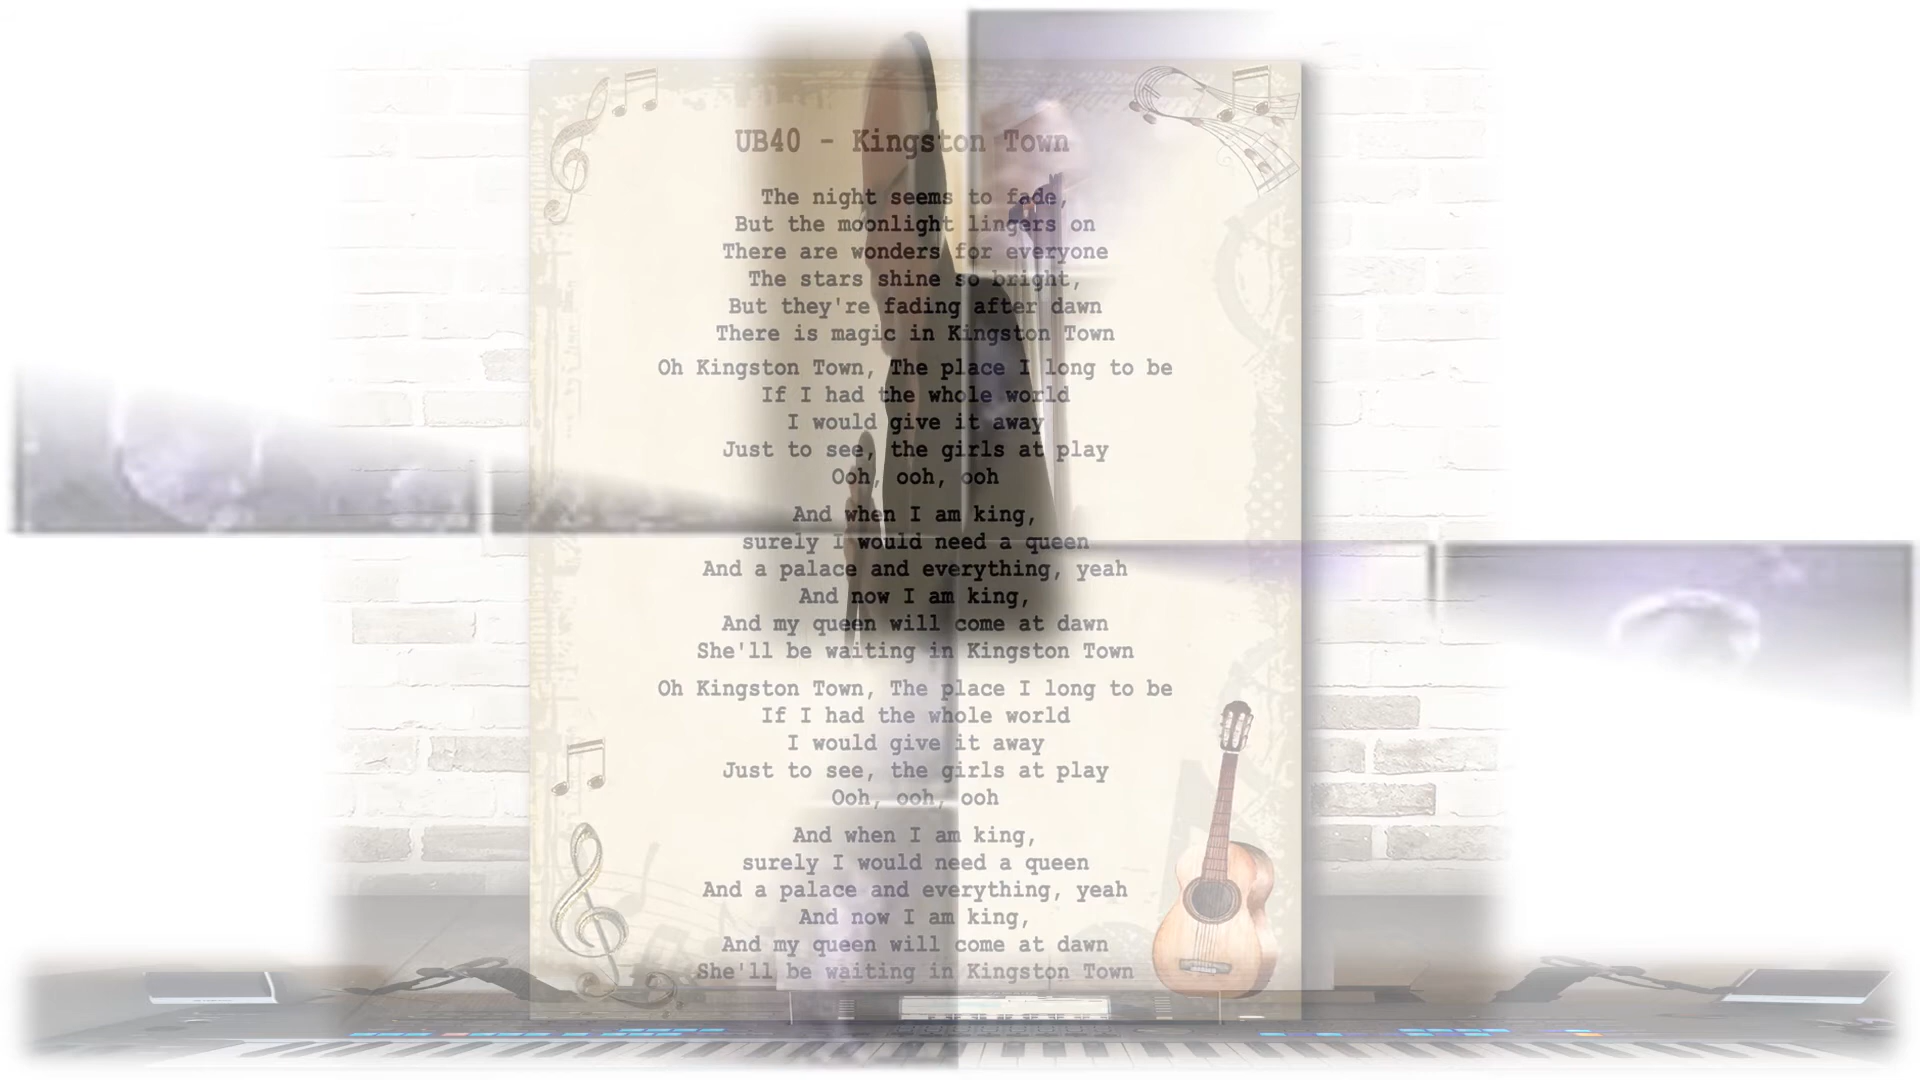 UB40 - Kingston Town
The night seems to fade,
But the moonlight lingers on
There are wonders for everyone
The stars shine so bright,
But they're fading after dawn
There is magic in Kingston Town
Oh Kingston Town, The place I long to be
If I had the whole world
I would give it away
Just to see, the girls at play
Ooh, ooh, ooh
And when I am king,
surely I would need a queen
And a palace and everything, yeah
And now I am king,
And my queen will come at dawn
She'll be waiting in Kingston Town
Oh Kingston Town, The place I long to be
If I had the whole world
I would give it away
Just to see, the girls at play
Ooh, ooh, ooh
And when I am king,
surely I would need a queen
And a palace and everything, yeah
And now I am king,
And my queen will come at dawn
She'll be waiting in Kingston Town